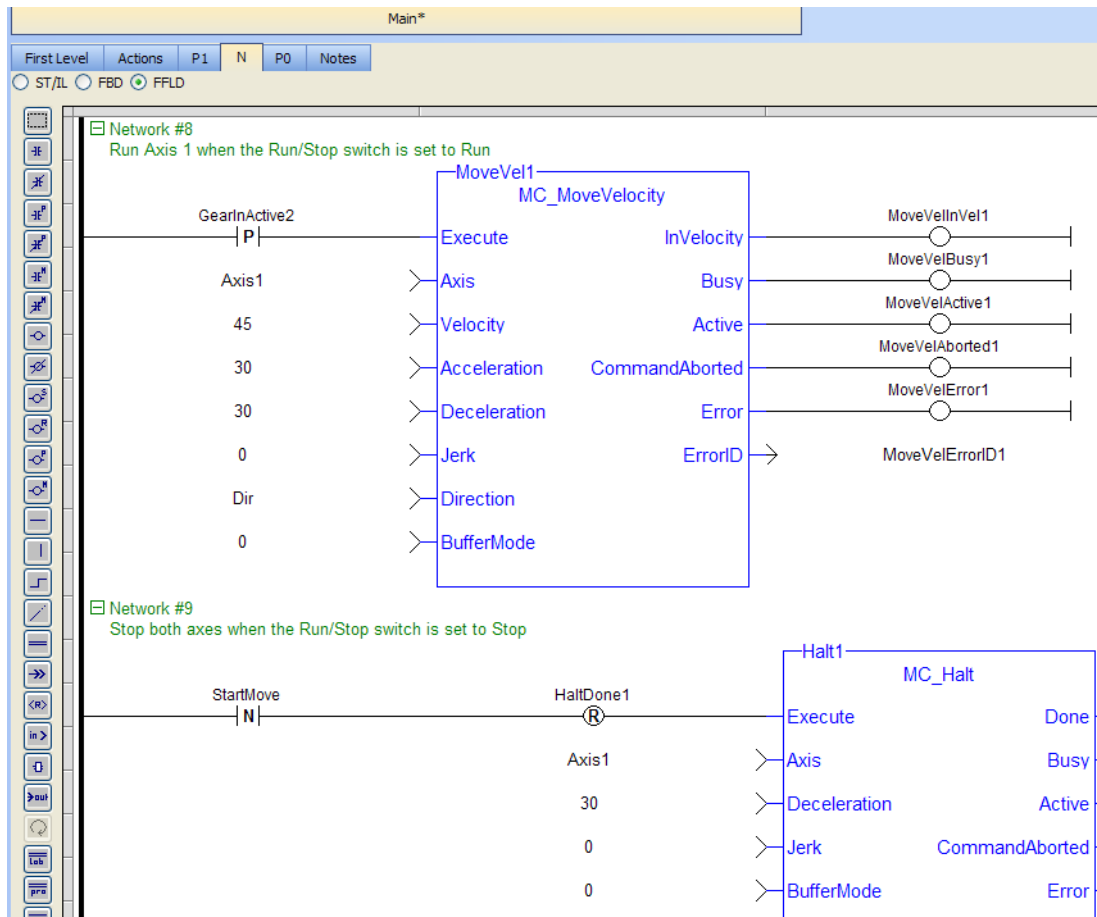 Main*
First Level Actions P1 N P0 Notes
ST/IL FBD FFLD
Network #8
Run Axis 1 when the Run/Stop switch is set to Run
MoveVel1
MC_MoveVelocity
GearInActive2 MoveVelInVel1
P Execute InVelocity
MoveVelBusy1
Axis1 Axis Busy
MoveVelActive1
45 Velocity Active
MoveVelAborted1
30 Acceleration CommandAborted
MoveVelError1
30 Deceleration Error
0 Jerk ErrorID MoveVelErrorID1
Dir Direction
0 BufferMode
Network #9
Stop both axes when the Run/Stop switch is set to Stop
Halt1
MC_Halt
StartMove HaltDone1
N R Execute Done
Axis1 Axis Busy
30 Deceleration Active
0 Jerk CommandAborted
0 BufferMode Error